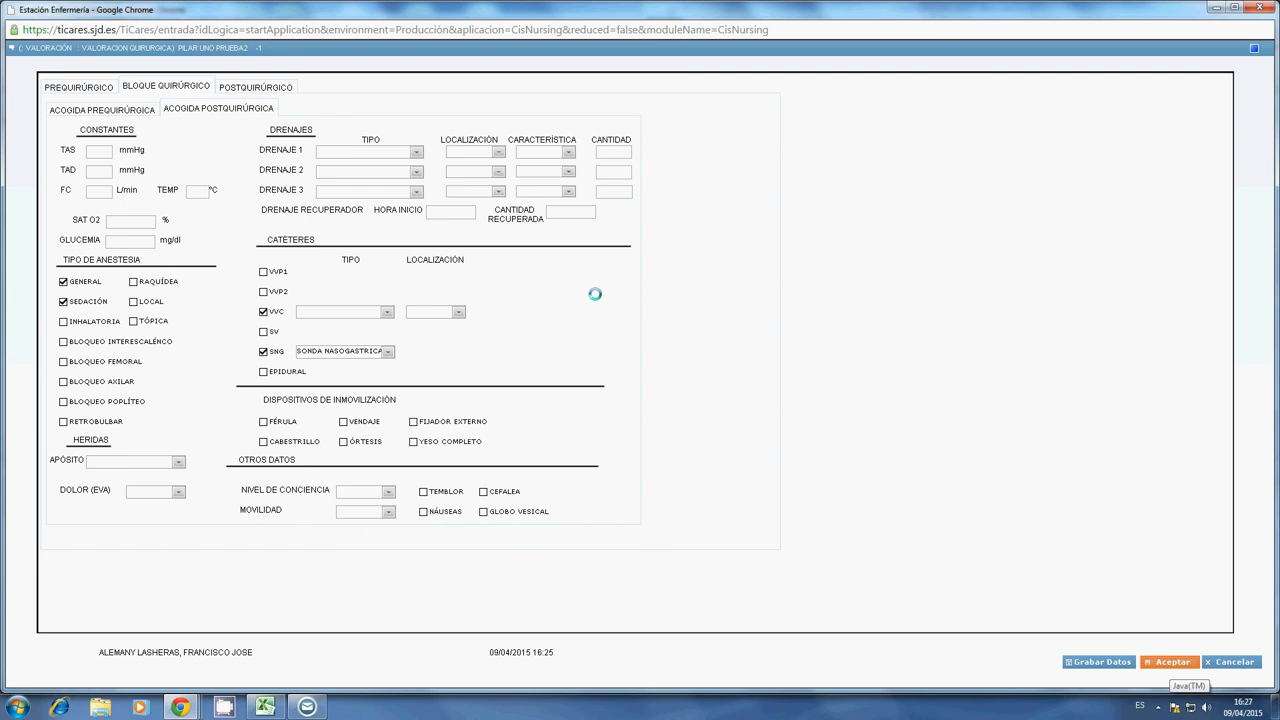 Estación Enfermería - Google Chrome
https://ticares.sjd.es/TiCares/entrada?idLogica=startApplication&environment=Producción&aplicacion=CisNursing&reduced=false&moduleName=CisNursing
(: VALORACIÓN : VALORACION QUIRURGICA) PILAR UNO PRUEBA2 -1
PREQUIRÚRGICO BLOQUE QUIRÚRGICO POSTQUIRÚRGICO
ACOGIDA PREQUIRÚRGICA ACOGIDA POSTQUIRÚRGICA
CONSTANTES
TAS mmHg
TAD mmHg
FC L/min TEMP ºC
SAT O2 %
GLUCEMIA mg/dl
TIPO DE ANESTESIA
GENERAL RAQUÍDEA
SEDACIÓN LOCAL
INHALATORIA TÓPICA
BLOQUEO INTERESCALÉNCO
BLOQUEO FEMORAL
BLOQUEO AXILAR
BLOQUEO POPLÍTEO
RETROBULBAR
HERIDAS
APÓSITO
DOLOR (EVA)
DRENAJES
TIPO LOCALIZACIÓN CARACTERÍSTICA CANTIDAD
DRENAJE 1
DRENAJE 2
DRENAJE 3
DRENAJE RECUPERADOR HORA INICIO CANTIDAD RECUPERADA
CATÉTERES
TIPO LOCALIZACIÓN
VVP1
VVP2
VVC
SV
SNG SONDA NASOGASTRICA
EPIDURAL
DISPOSITIVOS DE INMOVILIZACIÓN
FÉRULA VENDAJE FIJADOR EXTERNO
CABESTRILLO ÓRTESIS YESO COMPLETO
OTROS DATOS
NIVEL DE CONCIENCIA TEMBLOR CEFALEA
MOVILIDAD NÁUSEAS GLOBO VESICAL
ALEMANY LASHERAS, FRANCISCO JOSE 09/04/2015 16:25
Grabar Datos Aceptar Cancelar
Java(TM)
ES 16:27
09/04/2015